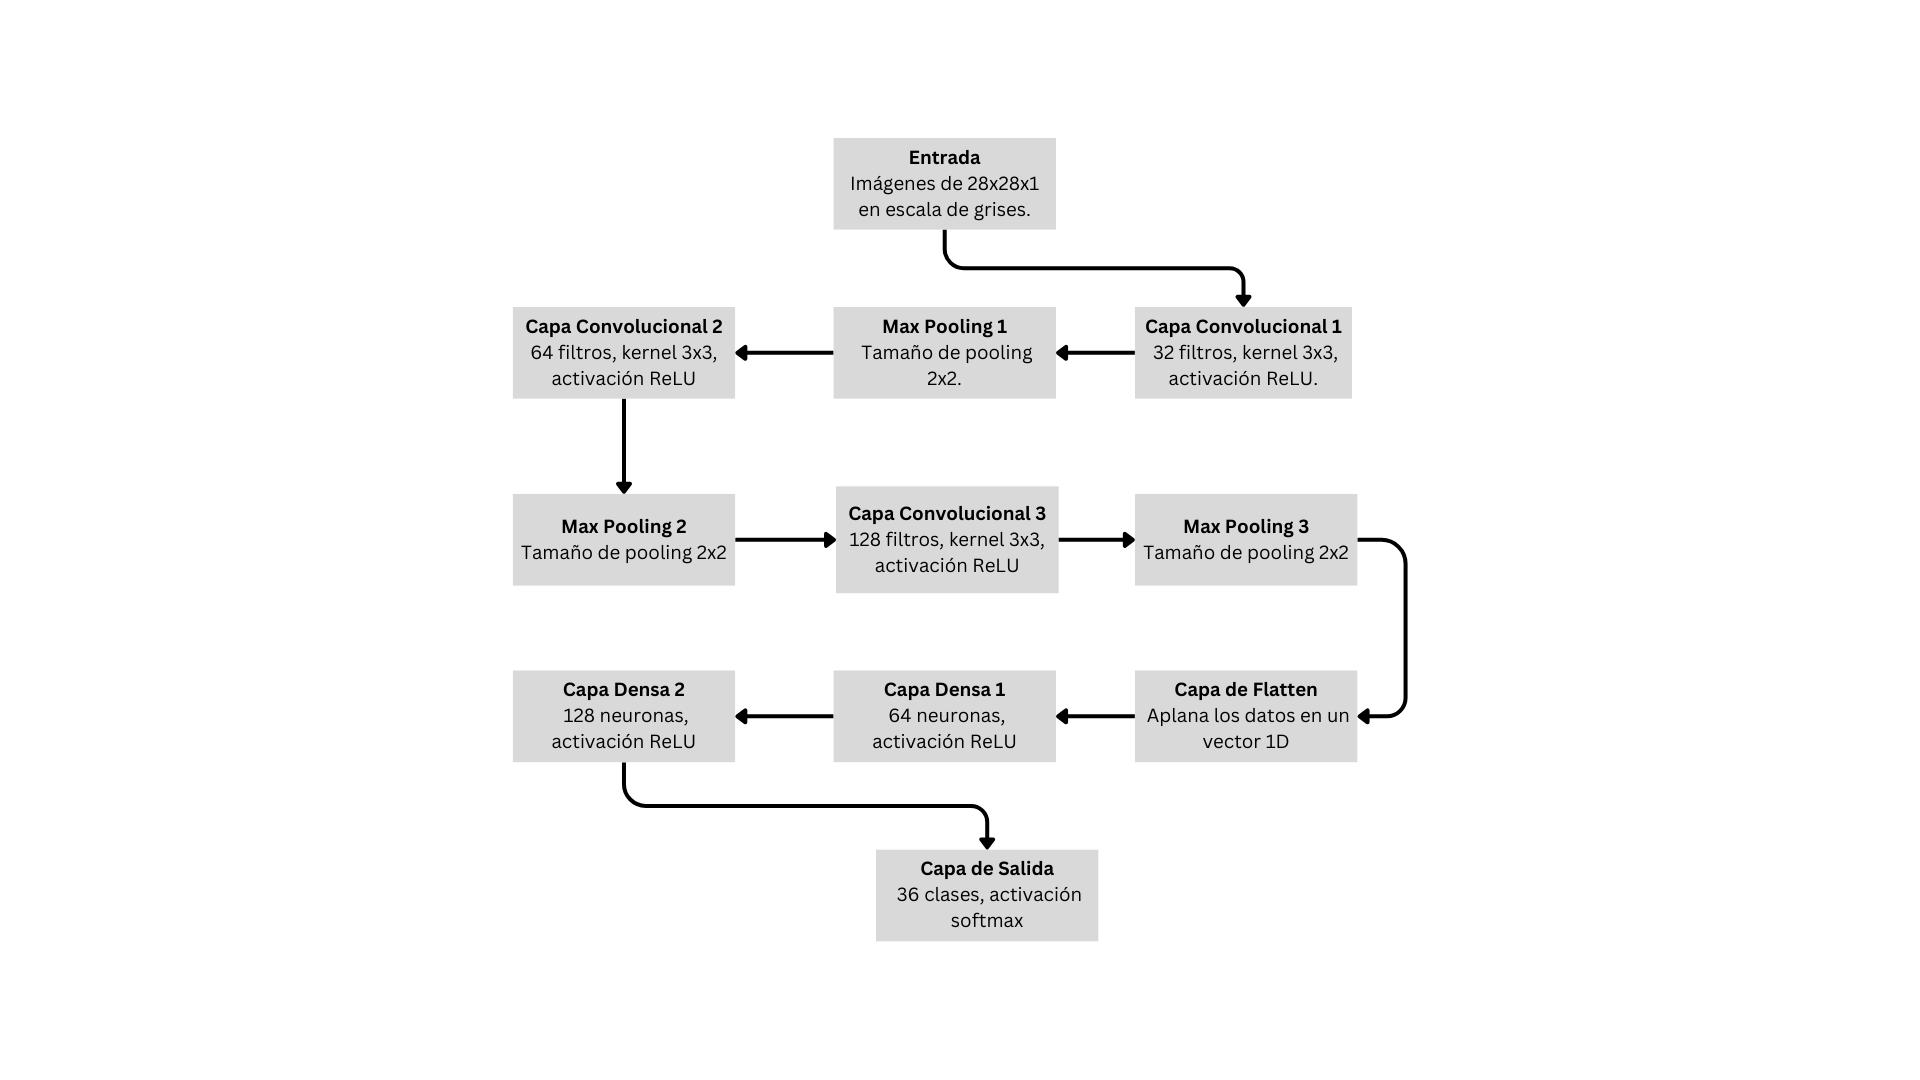 Entrada
Imágenes de 28x28x1
en escala de grises.
Capa Convolucional 2
64 filtros, kernel 3x3,
activación ReLU
Max Pooling 1
Tamaño de pooling
2x2.
Capa Convolucional 1
32 filtros, kernel 3x3,
activación ReLU.
Max Pooling 2
Tamaño de pooling 2x2
Capa Convolucional 3
128 filtros, kernel 3x3,
activación ReLU
Max Pooling 3
Tamaño de pooling 2x2
Capa Densa 2
128 neuronas,
activación ReLU
Capa Densa 1
64 neuronas,
activación ReLU
Capa de Flatten
Aplana los datos en un
vector 1D
Capa de Salida
36 clases, activación
softmax